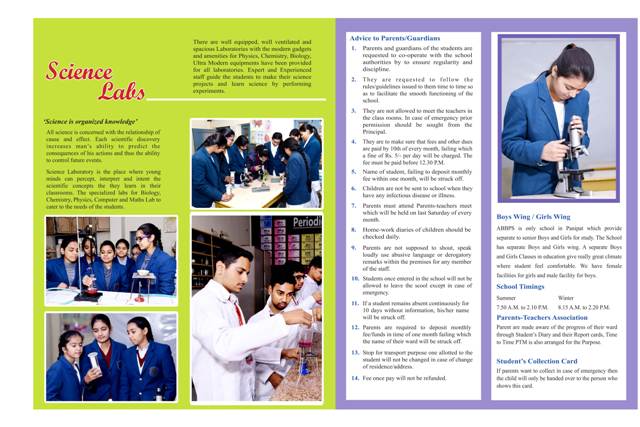 Science
Labs
There are well equipped, well ventilated and
spacious Laboratories with the modern gadgets
and amenities for Physics, Chemistry, Biology,
Ultra Modern equipments have been provided
for all laboratories. Expert and Experienced
staff guide the students to make their science
projects and learn science by performing
experiments.
'Science is organized knowledge'
All science is concerned with the relationship of
cause and effect. Each scientific discovery
increases man's ability to predict the
consequences of his actions and thus the ability
to control future events.
Science Laboratory is the place where young
minds can percept, interpret and intent the
scientific concepts the they learn in their
classrooms. The specialized labs for Biology,
Chemistry, Physics, Computer and Maths Lab to
cater to the needs of the students.
Periodi
Advice to Parents/Guardians
1. Parents and guardians of the students are
requested to co-operate with the school
authorities by to ensure regularity and
discipline.
2. They are requested to follow the
rules/guidelines issued to them time to time so
as to facilitate the smooth functioning of the
school.
3. They are not allowed to meet the teachers in
the class rooms. In case of emergency prior
permission should be sought from the
Principal.
4. They are to make sure that fees and other dues
are paid by 10th of every month, failing which
a fine of Rs. 5/- per day will be charged. The
fee must be paid before 12.30 P.M.
5. Name of student, failing to deposit monthly
fee within one month, will be struck off.
6. Children are not be sent to school when they
have any infectious disease or illness.
7. Parents must attend Parents-teachers meet
which will be held on last Saturday of every
month.
8. Home-work diaries of children should be
checked daily.
9. Parents are not supposed to shout, speak
loudly use abusive language or derogatory
remarks within the premises for any member
of the staff.
10. Students once entered in the school will not be
allowed to leave the scool except in case of
emergency.
11. If a student remains absent continuously for
10 days without information, his/her name
will be struck off.
12. Parents are required to deposit monthly
fee/funds in time of one month failing which
the name of their ward will be struck off.
13. Stop for transport purpose one allotted to the
student will not be changed in case of change
of residence/address.
14. Fee once pay will not be refunded.
Boys Wing / Girls Wing
ABBPS is only school in Panipat which provide
separate to senior Boys and Girls for study. The School
has separate Boys and Girls wing. A separate Boys
and Girls Classes in education give really great climate
where student feel comfortable. We have female
facilities for girls and male facility for boys.
School Timings
Summer Winter
7:50 A.M. to 2.10 P.M. 8.15 A.M. to 2.20 P.M.
Parents-Teachers Association
Parent are made aware of the progress of their ward
through Student's Diary and their Report cards, Time
to Time PTM is also arranged for the Purpose.
Student's Collection Card
If parents want to collect in case of emergency then
the child will only be handed over to the person who
shows this card.